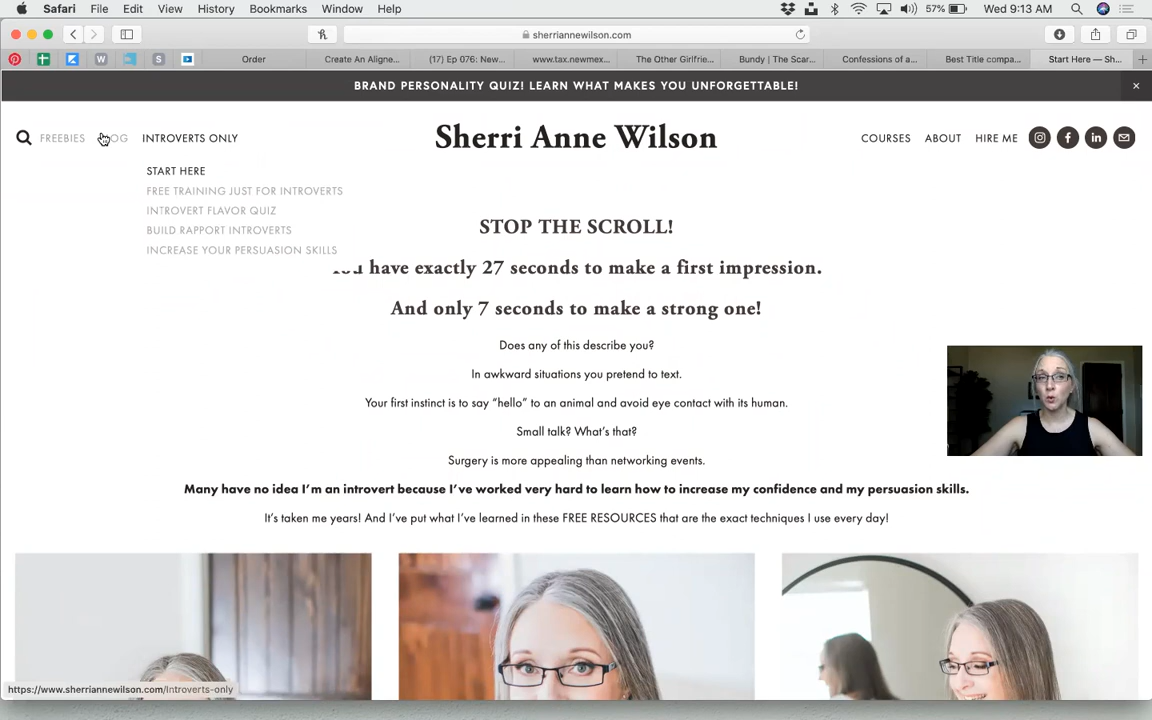 Safari File Edit View History Bookmarks Window Help 57% Wed 9:13 AM
sherriannewilson.com
Order Create An Aligne... (17) Ep 076: New... www.tax.newmex... The Other Girlfrie... Bundy | The Scar... Confessions of a... Best Title compa... Start Here — Sh...
BRAND PERSONALITY QUIZ! LEARN WHAT MAKES YOU UNFORGETTABLE!
FREEBIES INTROVERTS ONLY Sherri Anne Wilson COURSES ABOUT HIRE ME
START HERE
FREE TRAINING JUST FOR INTROVERTS
INTROVERT FLAVOR QUIZ
BUILD RAPPORT INTROVERTS
INCREASE YOUR PERSUASION SKILLS
STOP THE SCROLL!
You have exactly 27 seconds to make a first impression.
And only 7 seconds to make a strong one!
Does any of this describe you?
In awkward situations you pretend to text.
Your first instinct is to say “hello” to an animal and avoid eye contact with its human.
Small talk? What’s that?
Surgery is more appealing than networking events.
Many have no idea I’m an introvert because I’ve worked very hard to learn how to increase my confidence and my persuasion skills.
It’s taken me years! And I’ve put what I’ve learned in these FREE RESOURCES that are the exact techniques I use every day!
https://www.sherriannewilson.com/Introverts-only